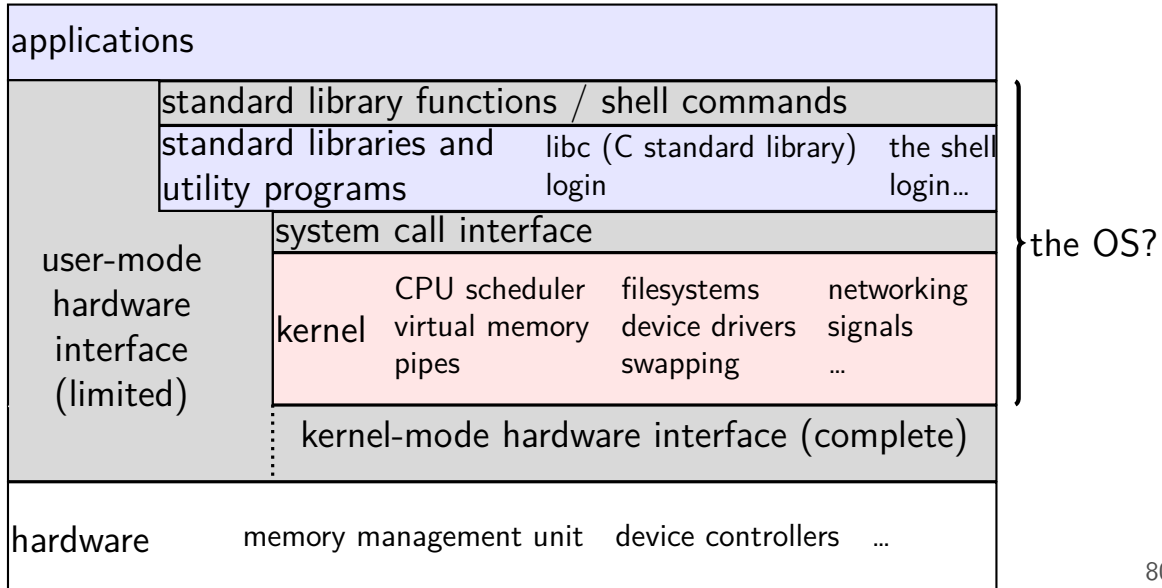 applications
standard library functions / shell commands
standard libraries and libc (C standard library) the shell
utility programs login login…
system call interface
user-mode
hardware
interface
(limited)
kernel
CPU scheduler filesystems networking
virtual memory device drivers signals
pipes swapping …
the OS?
kernel-mode hardware interface (complete)
hardware memory management unit device controllers …